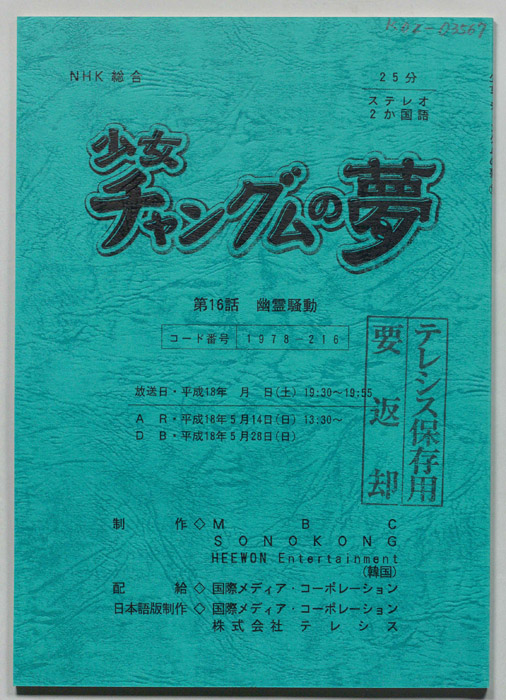 NHK 総合
25分
ステレオ
2か国語
少女
チャングムの夢
第16話 幽霊騒動
コード番号 1978-216
放送日・平成18年 月 日(土) 19:30~19:55
A R・平成18年5月14日(日) 13:30~
D B・平成18年5月28日(日)
テレシス保存用
要返却
制 作◇MBC
SONOKONG
HEEWON Entertainment
(韓国)
配 給◇国際メディア・コーポレーション
日本語版制作◇国際メディア・コーポレーション
株式会社テレシス